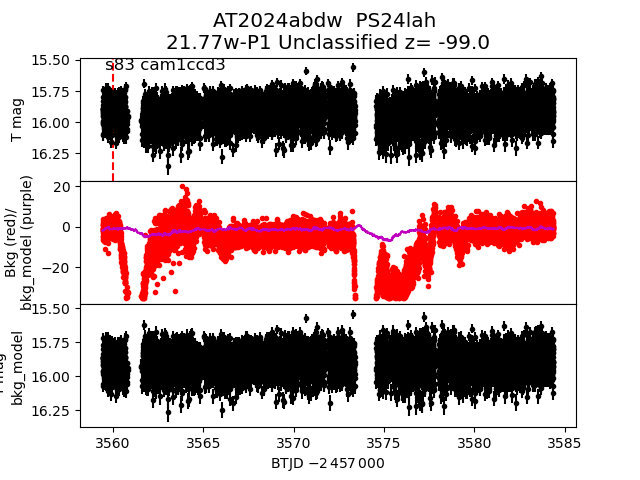 AT2024abdw  PS24lah
21.77w-P1 Unclassified z= -99.0
s83 cam1ccd3
15.50
15.75
16.00
16.25
T mag
20
0
−20
Bkg (red)/
bkg_model (purple)
15.50
15.75
16.00
16.25
mag
bkg_model
3560
3565
3570
3575
3580
3585
BTJD −2 457 000